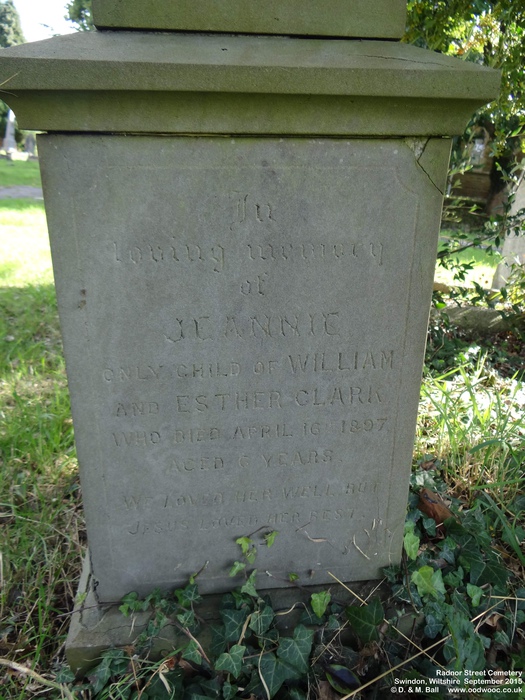 In
loving memory
of
JEANNIE
ONLY CHILD OF WILLIAM
AND ESTHER CLARK
WHO DIED APRIL 16 1897
AGED 6 YEARS
WE LOVED HER WELL BUT
JESUS LOVED HER BEST
Radnor Street Cemetery
Swindon, Wiltshire September 2015
© D. & M. Ball www.oodwooc.co.uk